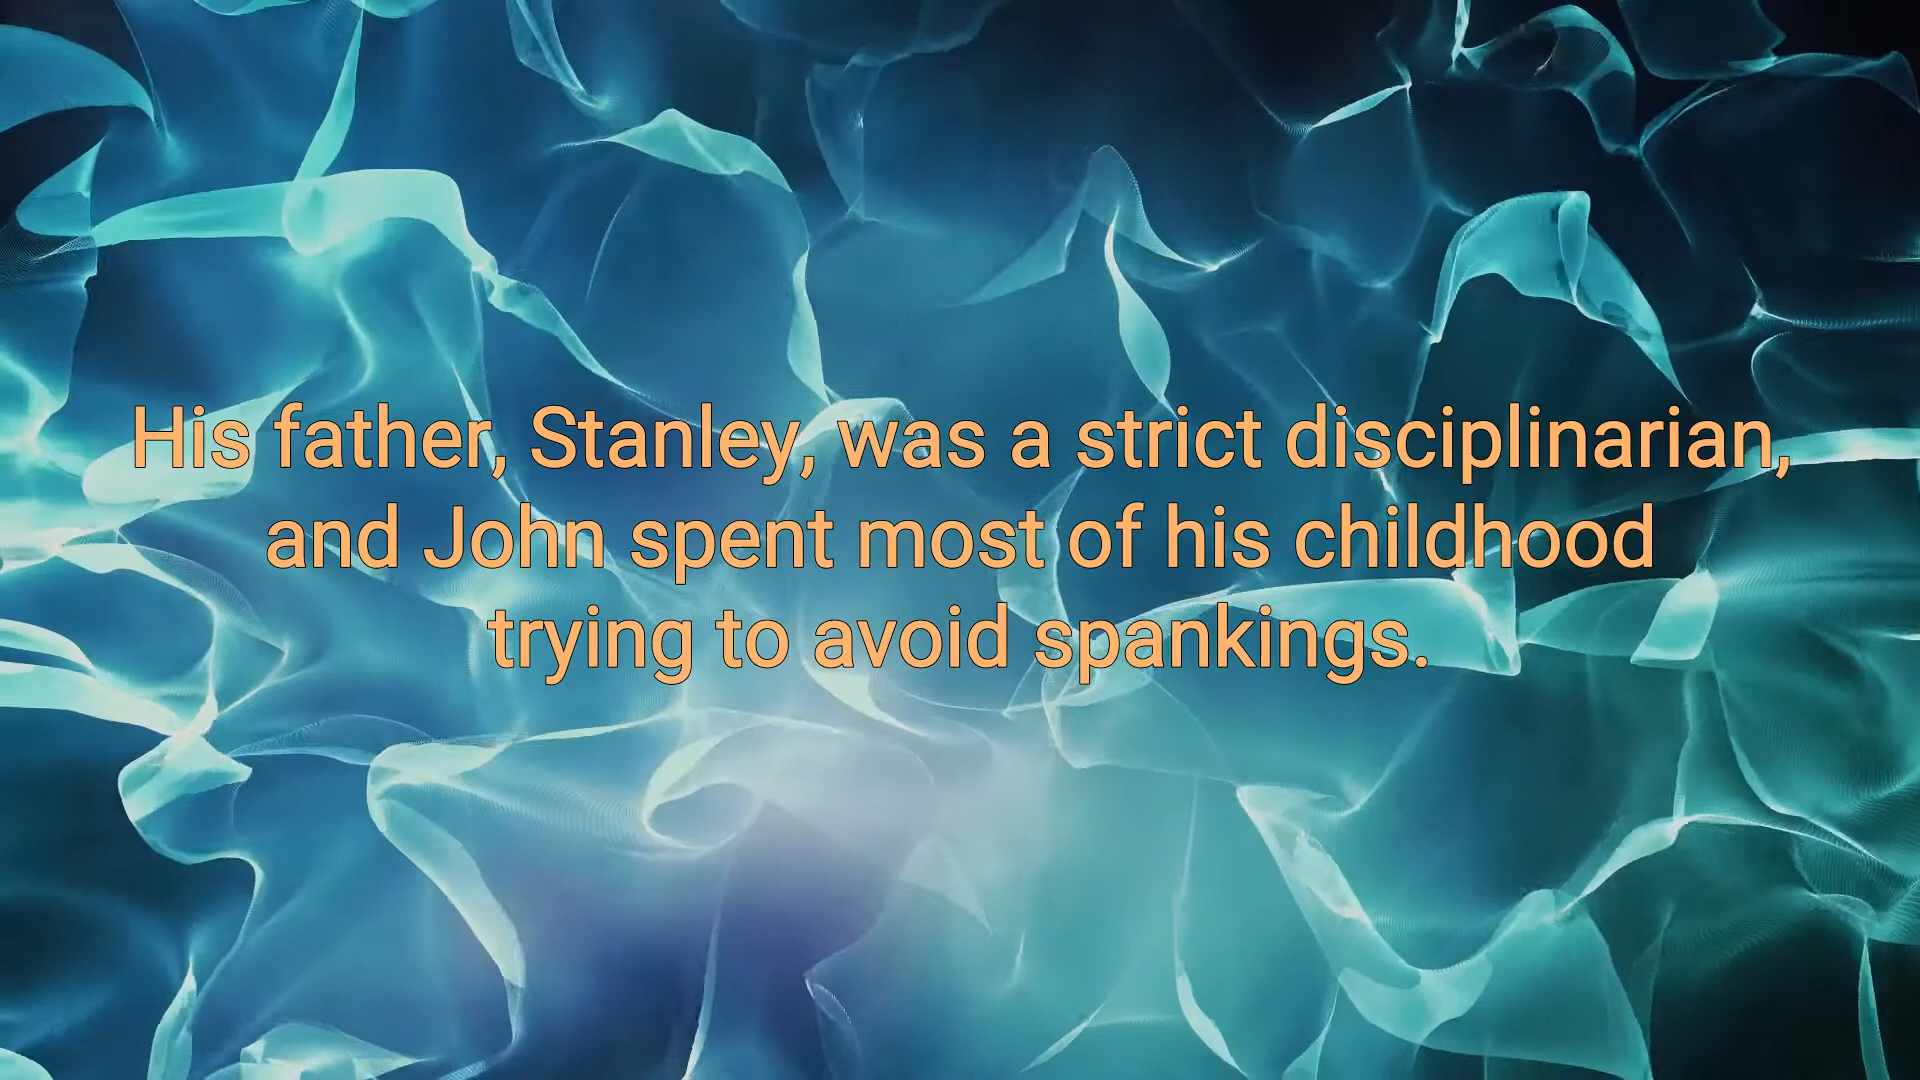 His father, Stanley, was a strict disciplinarian,
and John spent most of his childhood
trying to avoid spankings.